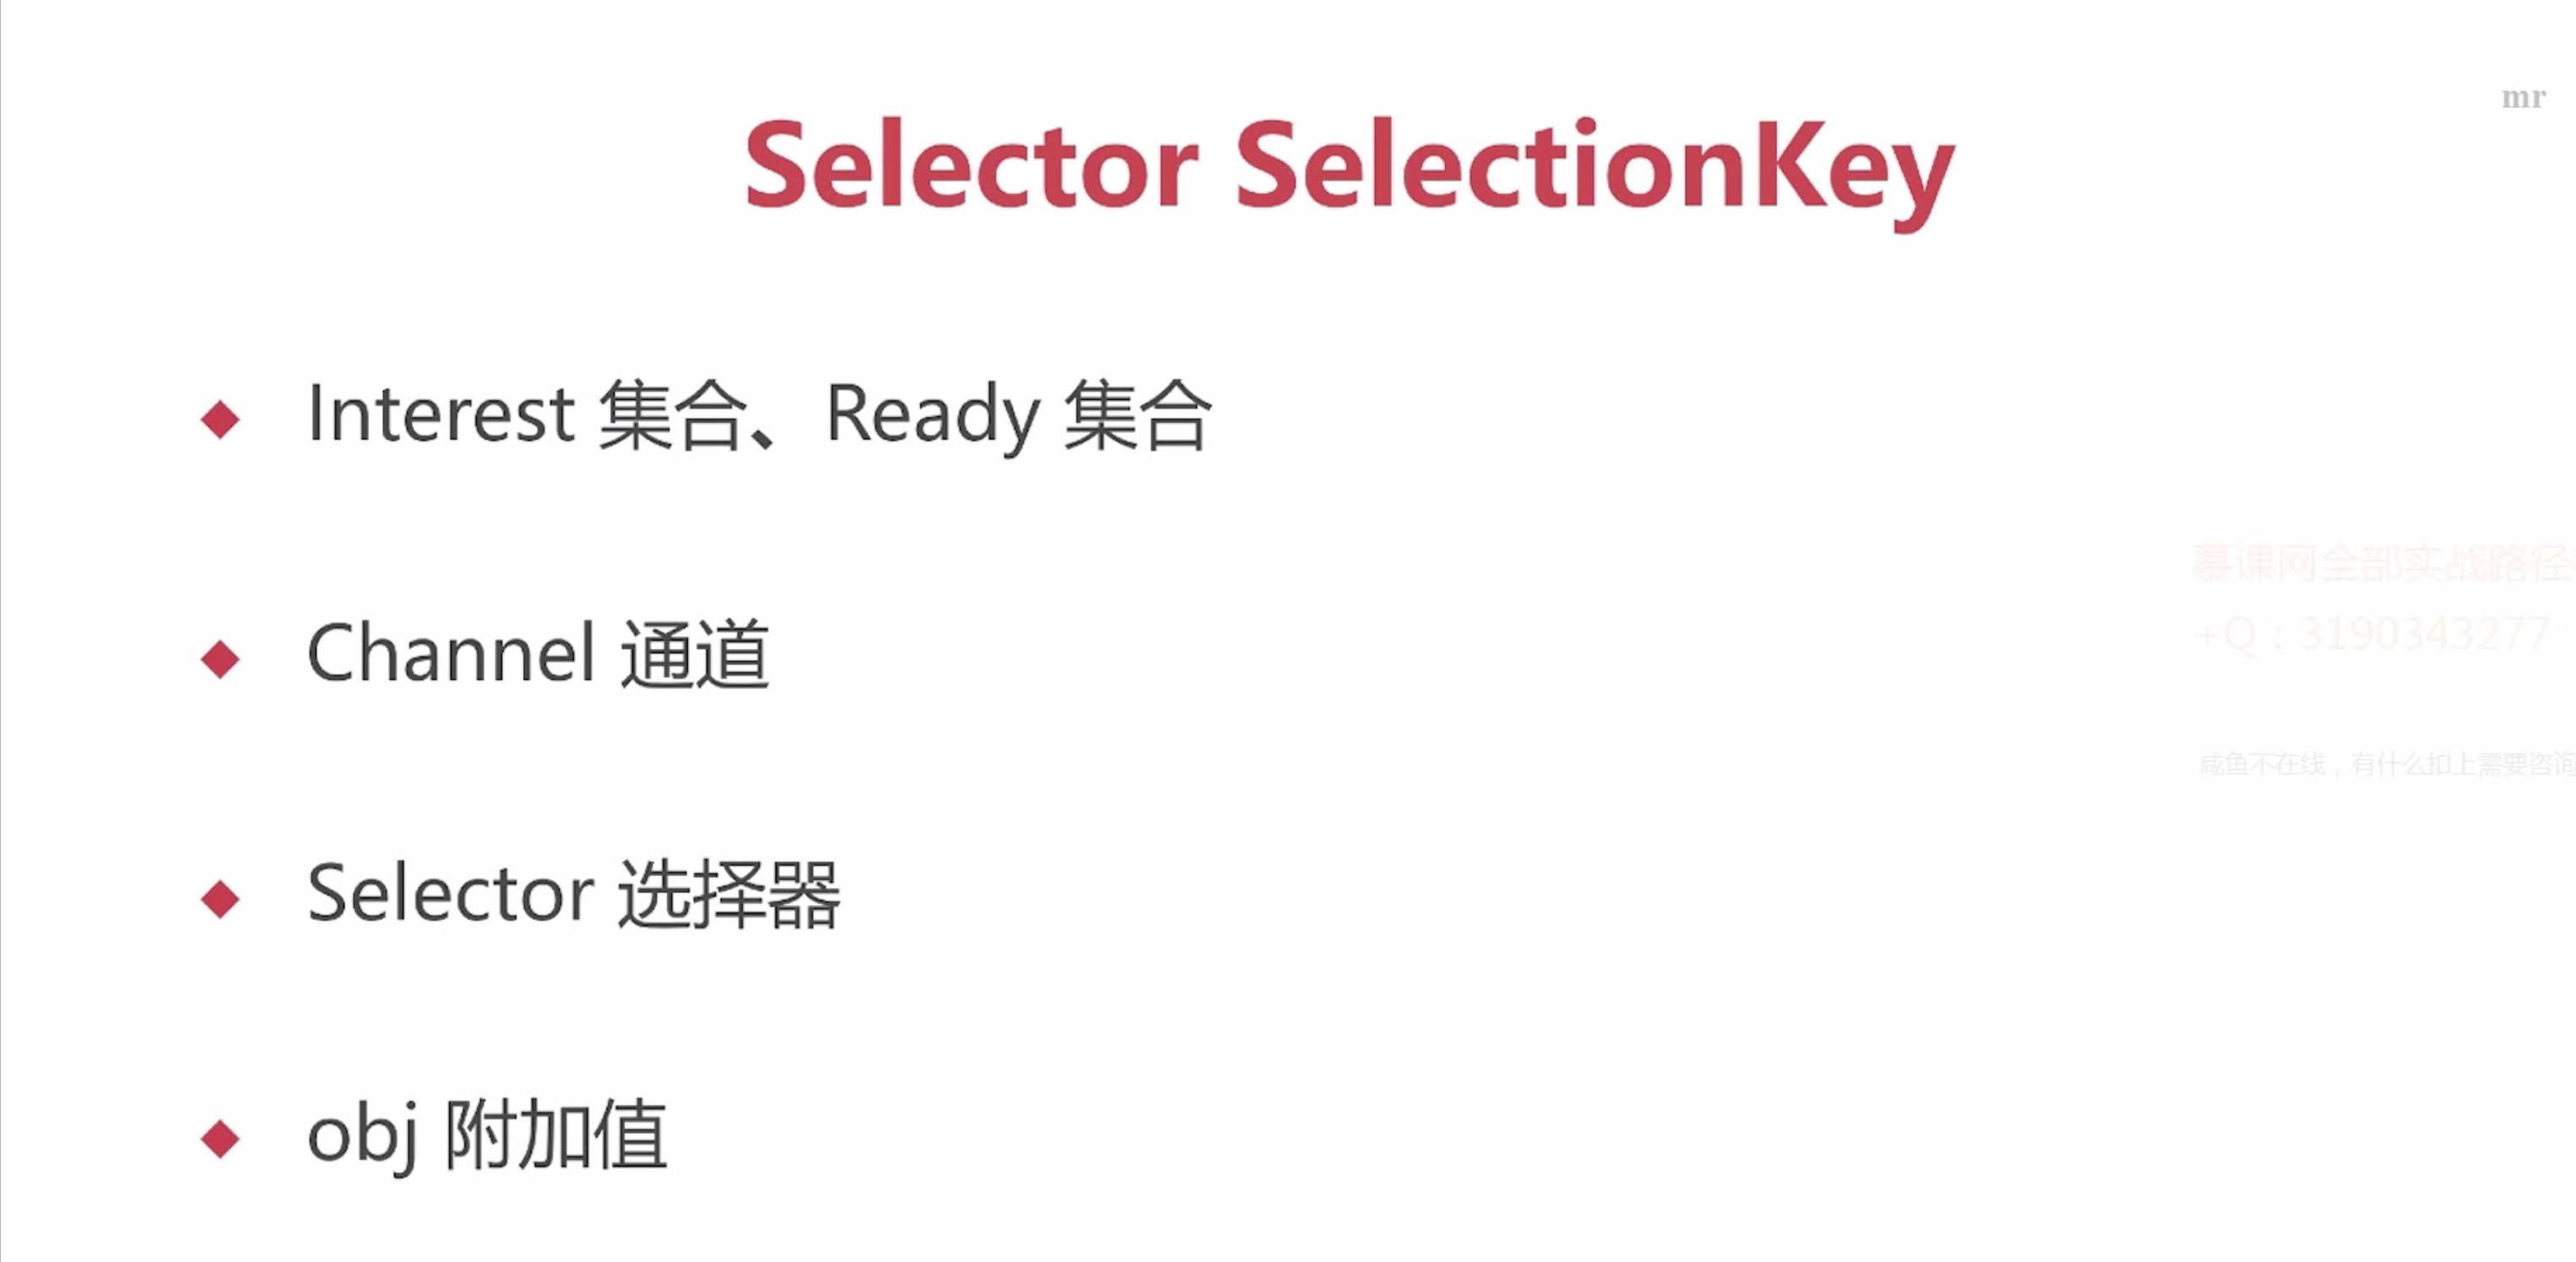 mr
Selector SelectionKey
Interest 集合、Ready 集合
Channel 通道
慕课网全部实战路径
+Q：3190343277
咸鱼不在线，有什么扣上需要咨询
Selector 选择器
obj 附加值